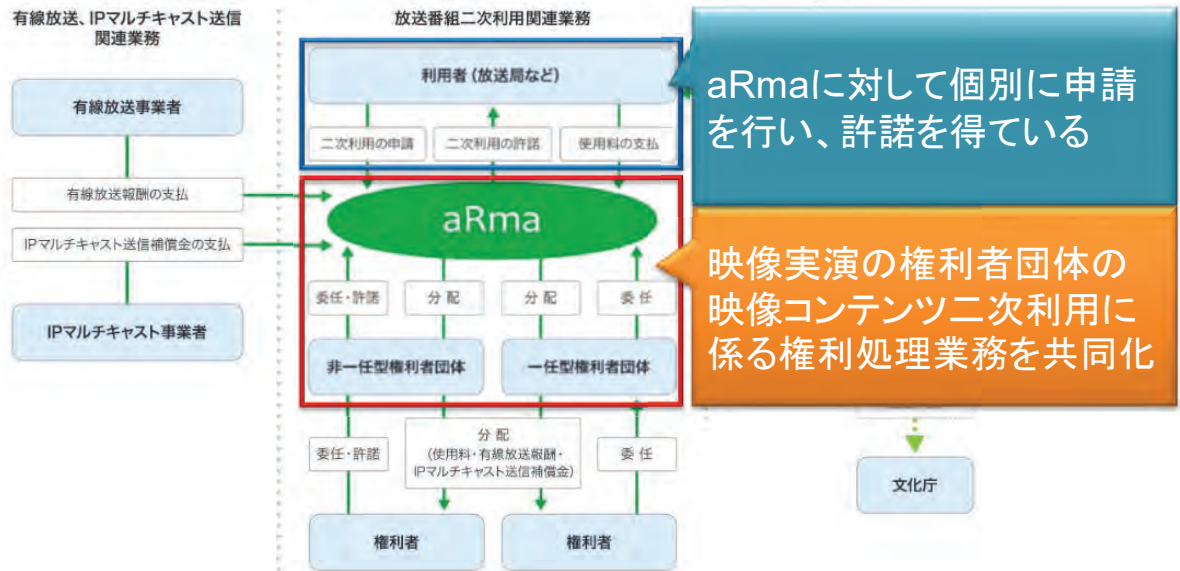 有線放送、IPマルチキャスト送信
関連業務
有線放送事業者
有線放送報酬の支払
IPマルチキャスト送信補償金の支払
IPマルチキャスト事業者
放送番組二次利用関連業務
利用者（放送局など）
二次利用の申請
二次利用の許諾
使用料の支払
aRma
委任・許諾
分配
分配
委任
非一任型権利者団体
一任型権利者団体
委任・許諾
分配
（使用料・有線放送報酬・
IPマルチキャスト送信補償金）
委任
権利者
権利者
aRmaに対して個別に申請
を行い、許諾を得ている
映像実演の権利者団体の
映像コンテンツ二次利用に
係る権利処理業務を共同化
文化庁